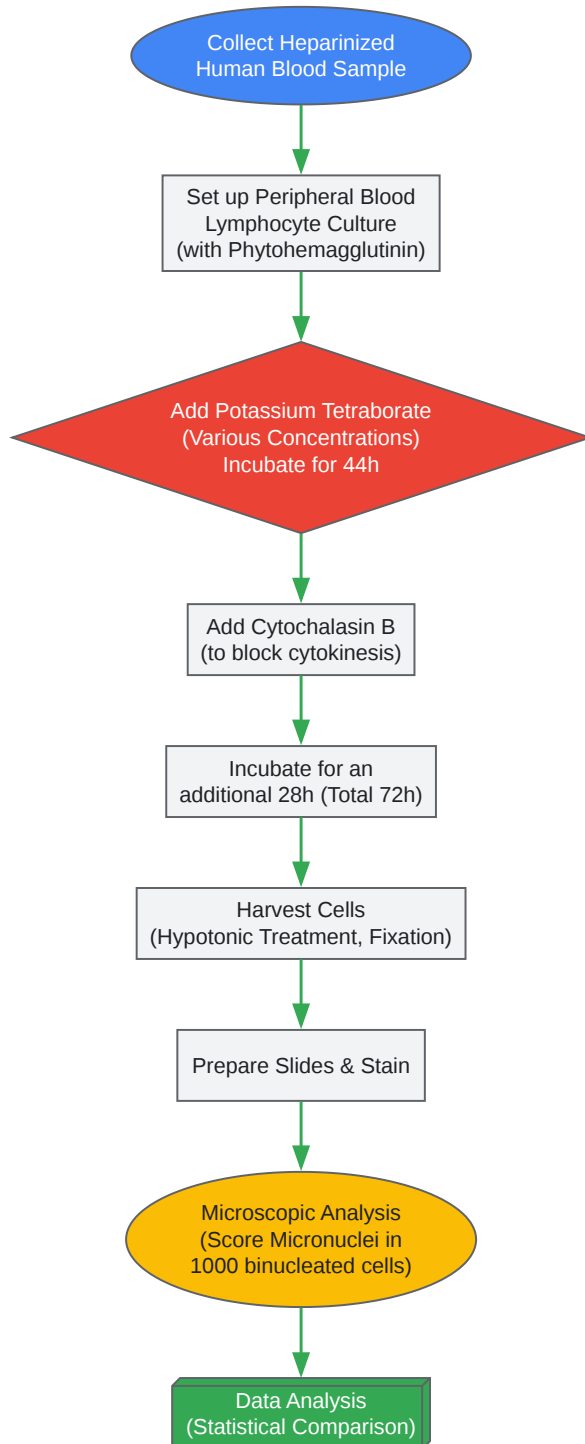 Collect Heparinized
Human Blood Sample
Set up Peripheral Blood
Lymphocyte Culture
(with Phytohemagglutinin)
Add Potassium Tetraborate
(Various Concentrations)
Incubate for 44h
Add Cytochalasin B
(to block cytokinesis)
Incubate for an
additional 28h (Total 72h)
Harvest Cells
(Hypotonic Treatment, Fixation)
Prepare Slides & Stain
Microscopic Analysis
(Score Micronuclei in
1000 binucleated cells)
Data Analysis
(Statistical Comparison)